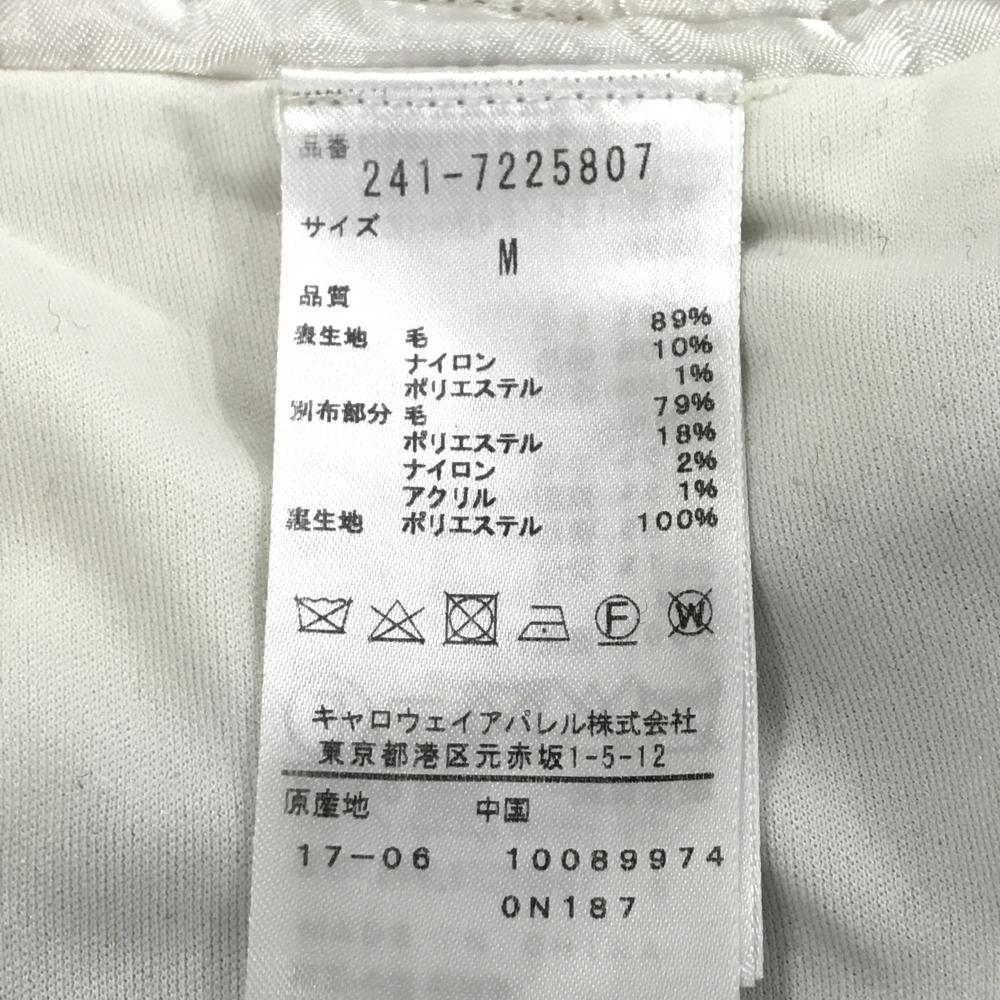 品番
241-7225807
サイズ
M
品質
表生地 毛 89%
ナイロン 10%
ポリエステル 1%
別布部分 毛 79%
ポリエステル 18%
ナイロン 2%
アクリル 1%
裏生地 ポリエステル 100%
F W
キャロウェイアパレル株式会社
東京都港区元赤坂1-5-12
原産地 中国
17-06 10089974
0N187